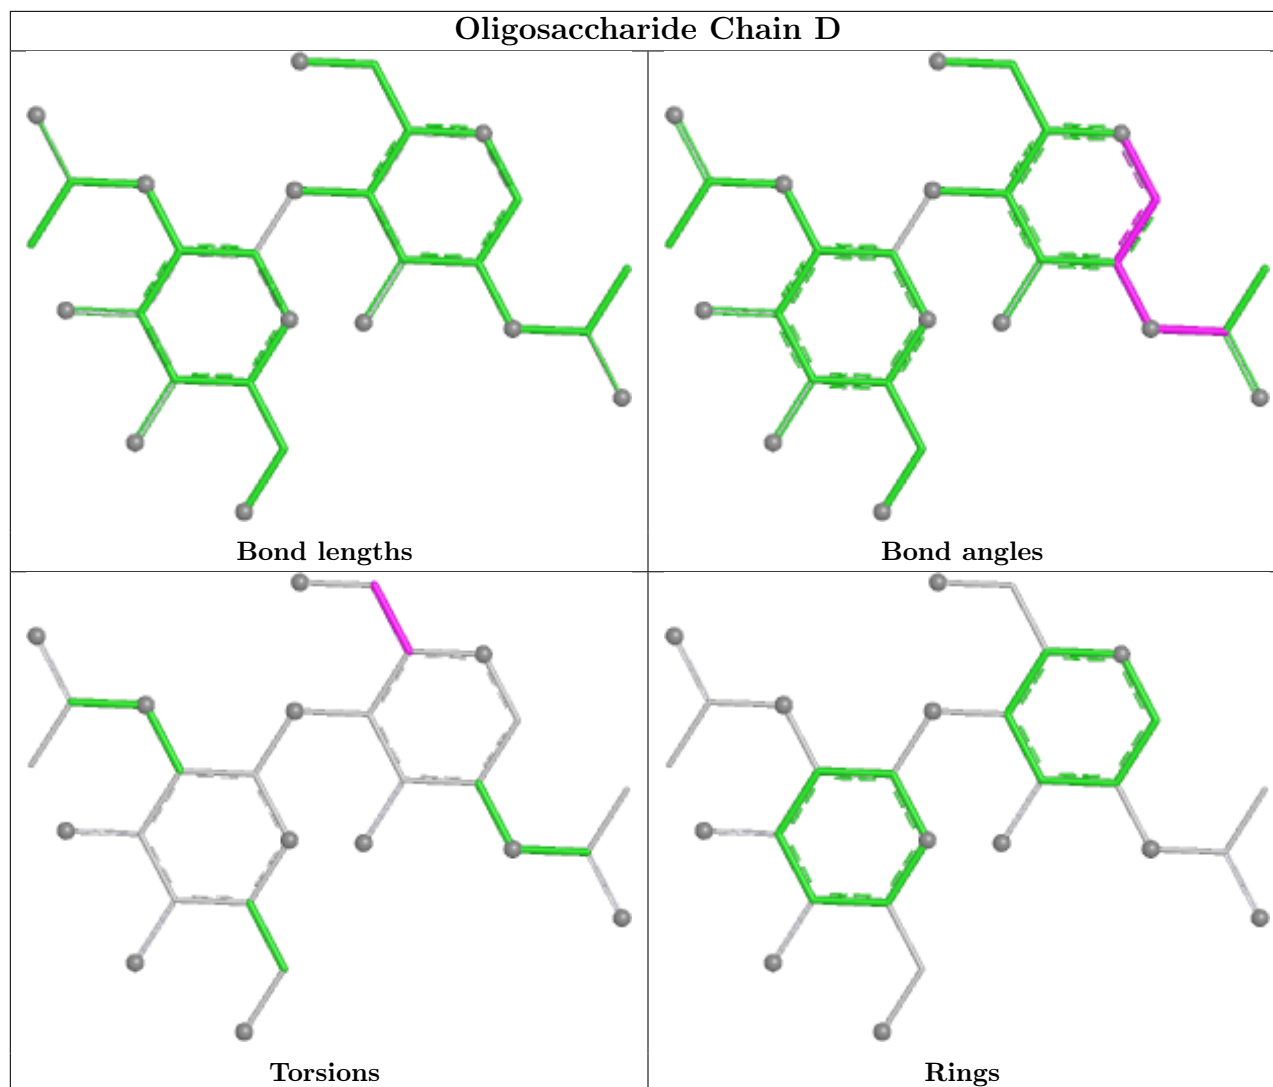 Oligosaccharide Chain D
Bond lengths
Bond angles
Torsions
Rings